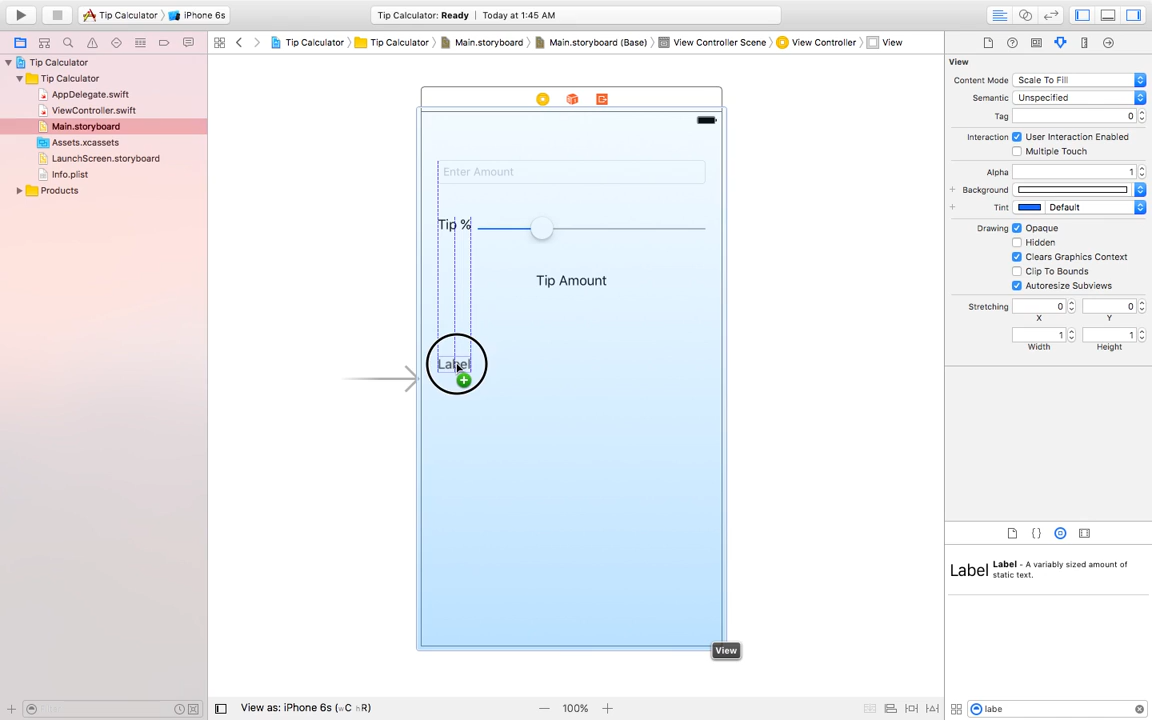 Tip Calculator
iPhone 6s
Tip Calculator: Ready
Today at 1:45 AM
Tip Calculator
Tip Calculator
Main.storyboard
Main.storyboard (Base)
View Controller Scene
View Controller
View
Tip Calculator
Tip Calculator
AppDelegate.swift
ViewController.swift
Main.storyboard
Assets.xcassets
LaunchScreen.storyboard
Info.plist
Products
Enter Amount
Tip %
Tip Amount
Label
View
View as: iPhone 6s (wC hR)
100%
View
Content Mode
Scale To Fill
Semantic
Unspecified
Tag
0
Interaction
User Interaction Enabled
Multiple Touch
Alpha
1
Background
Tint
Default
Drawing
Opaque
Hidden
Clears Graphics Context
Clip To Bounds
Autoresize Subviews
Stretching
0
0
X
Y
1
1
Width
Height
Label
Label - A variably sized amount of
static text.
labe